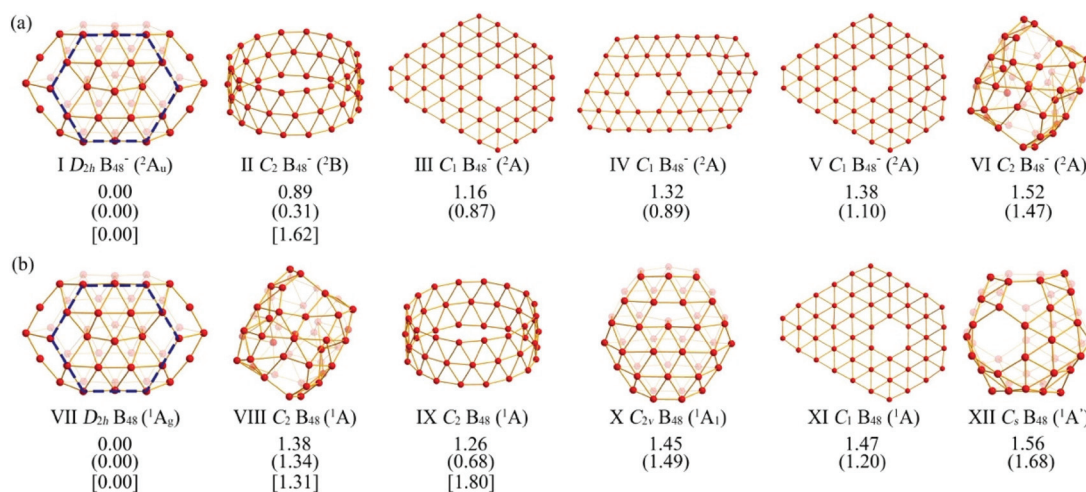 (a)
I D2h B48- (2Au) II C2 B48- (2B) III C1 B48- (2A) IV C1 B48- (2A) V C1 B48- (2A) VI C2 B48- (2A)
0.00 0.89 1.16 1.32 1.38 1.52
(0.00) (0.31) (0.87) (0.89) (1.10) (1.47)
[0.00] [1.62]
(b)
VII D2h B48 (1Ag) VIII C2 B48 (1A) IX C2 B48 (1A) X C2v B48 (1A1) XI C1 B48 (1A) XII Cs B48 (1A')
0.00 1.38 1.26 1.45 1.47 1.56
(0.00) (1.34) (0.68) (1.49) (1.20) (1.68)
[0.00] [1.31] [1.80]